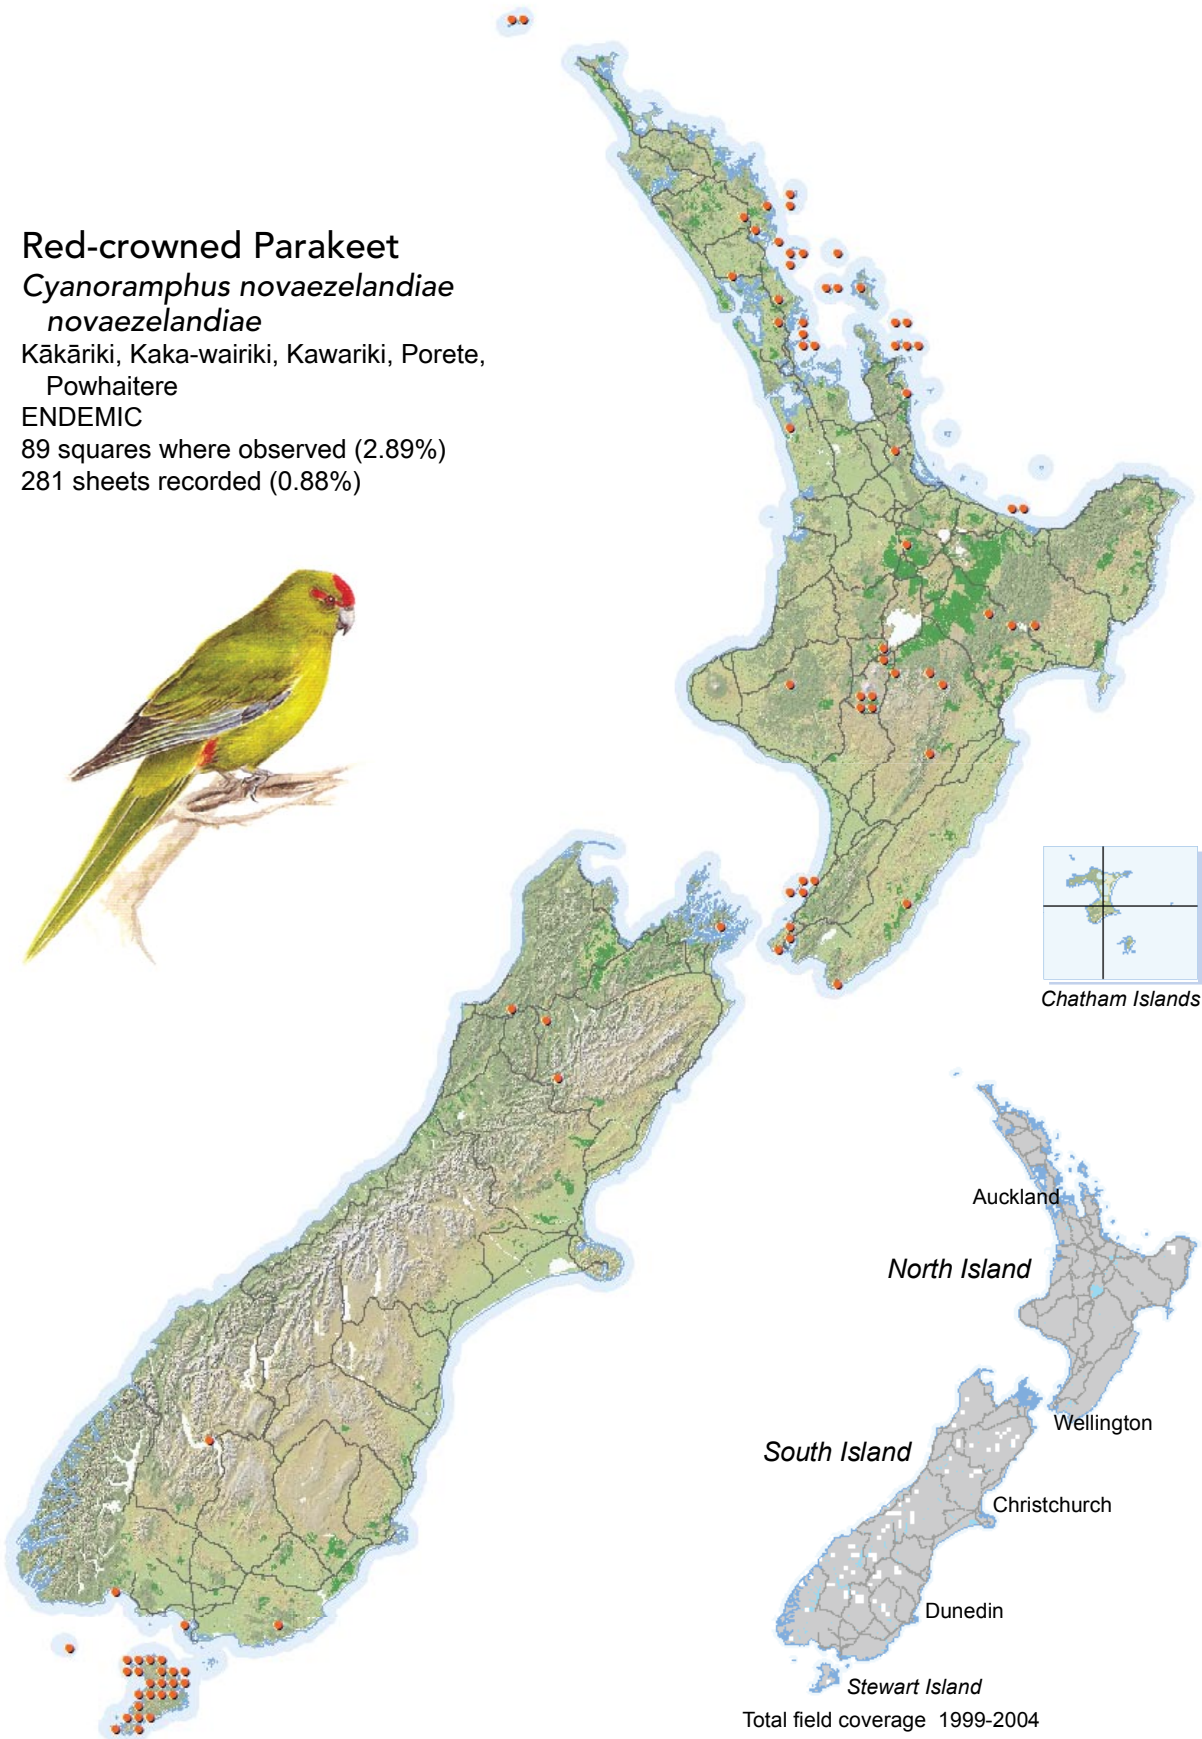 Red-crowned Parakeet
Cyanoramphus novaezelandiae
novaezelandiae
Kākāriki, Kaka-wairiki, Kawariki, Porete,
Powhaitere
ENDEMIC
89 squares where observed (2.89%)
281 sheets recorded (0.88%)
Chatham Islands
Auckland
North Island
Wellington
South Island
Christchurch
Dunedin
Stewart Island
Total field coverage 1999-2004